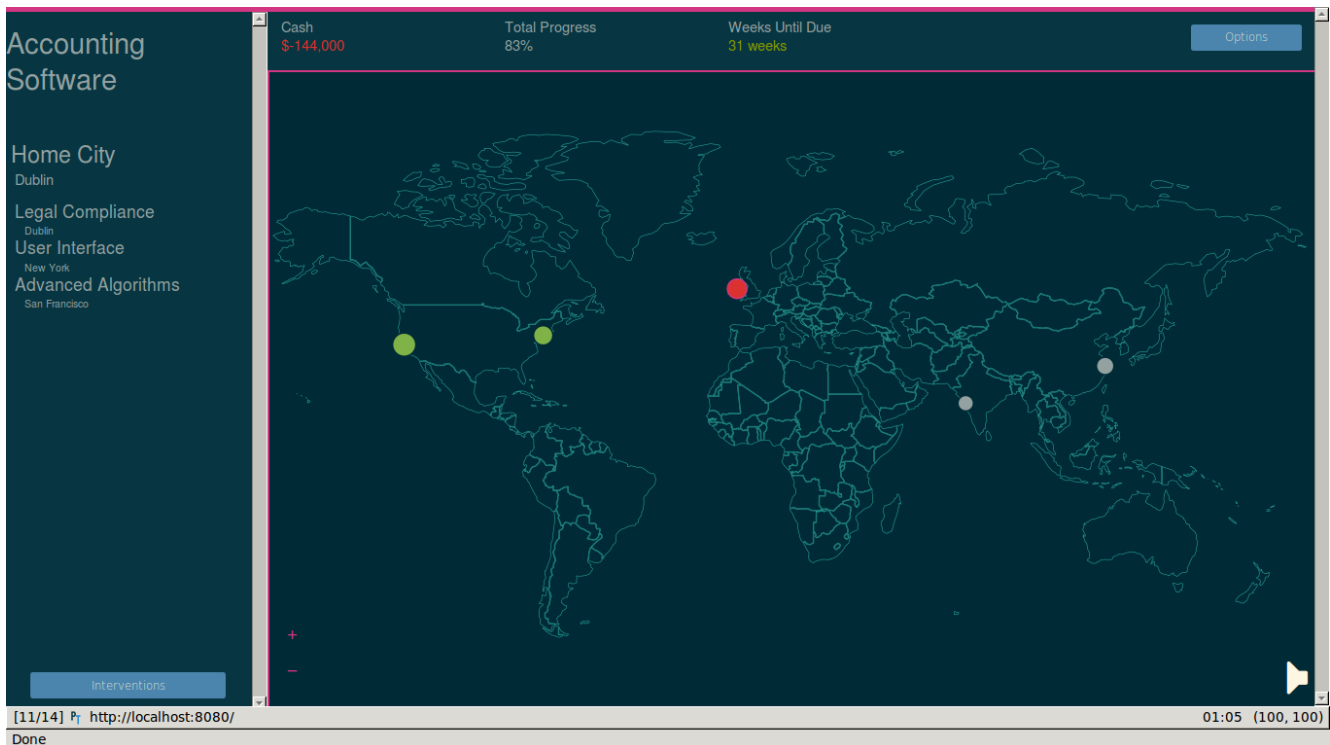 Accounting
Software
Home City
Dublin
Legal Compliance
Dublin
User Interface
New York
Advanced Algorithms
San Francisco
Interventions
Cash
$-144,000
Total Progress
83%
Weeks Until Due
31 weeks
Options
+
−
[11/14] PT http://localhost:8080/
01:05 (100, 100)
Done